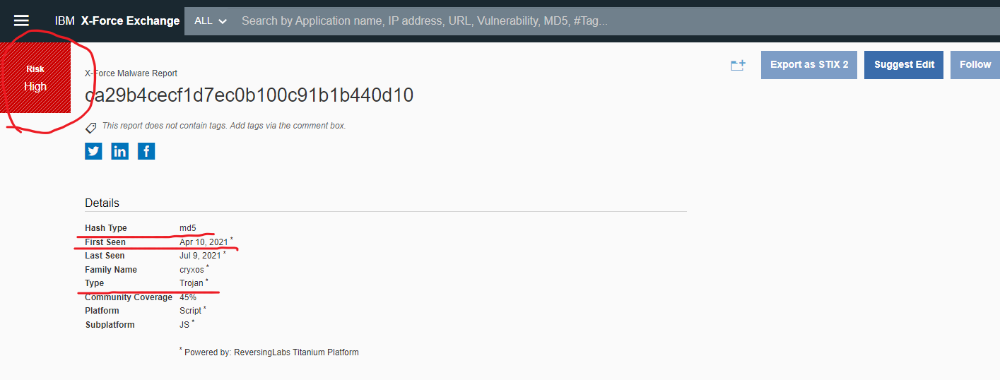 IBM X-Force Exchange ALL Search by Application name, IP address, URL, Vulnerability, MD5, #Tag...
Risk
High
X-Force Malware Report
ca29b4cecf1d7ec0b100c91b1b440d10
This report does not contain tags. Add tags via the comment box.
Export as STIX 2 Suggest Edit Follow
Details
Hash Type md5
First Seen Apr 10, 2021 *
Last Seen Jul 9, 2021 *
Family Name cryxos *
Type Trojan *
Community Coverage 45%
Platform Script *
Subplatform JS *
* Powered by: ReversingLabs Titanium Platform